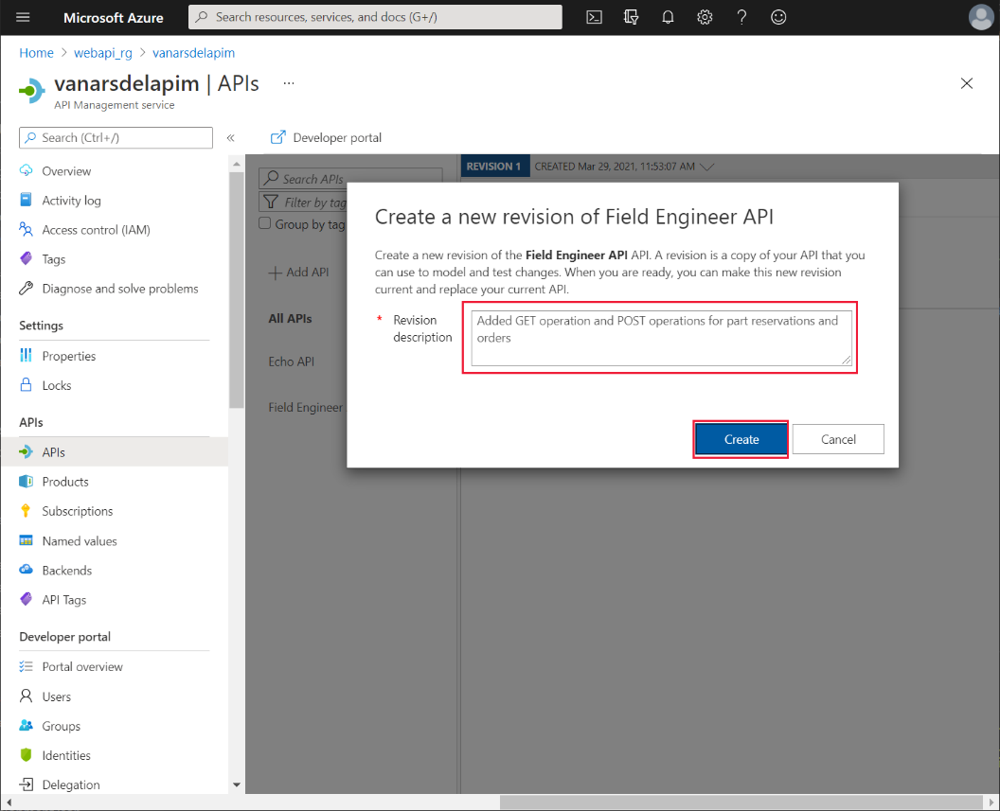 Microsoft Azure
Search resources, services, and docs (G+/)
Home > webapi_rg > vanarsdelapim
vanarsdelapim | APIs ...
API Management service
Search (Ctrl+/)
«
Developer portal
Overview
Activity log
Access control (IAM)
Tags
Diagnose and solve problems
Settings
Properties
Locks
APIs
APIs
Products
Subscriptions
Named values
Backends
API Tags
Developer portal
Portal overview
Users
Groups
Identities
Delegation
Search APIs
Filter by tag
Group by tag
+ Add API
All APIs
Echo API
Field Engineer
REVISION 1 CREATED Mar 29, 2021, 11:53:07 AM
Create a new revision of Field Engineer API
Create a new revision of the Field Engineer API API. A revision is a copy of your API that you
can use to model and test changes. When you are ready, you can make this new revision
current and replace your current API.
* Revision
description
Added GET operation and POST operations for part reservations and
orders
Create
Cancel